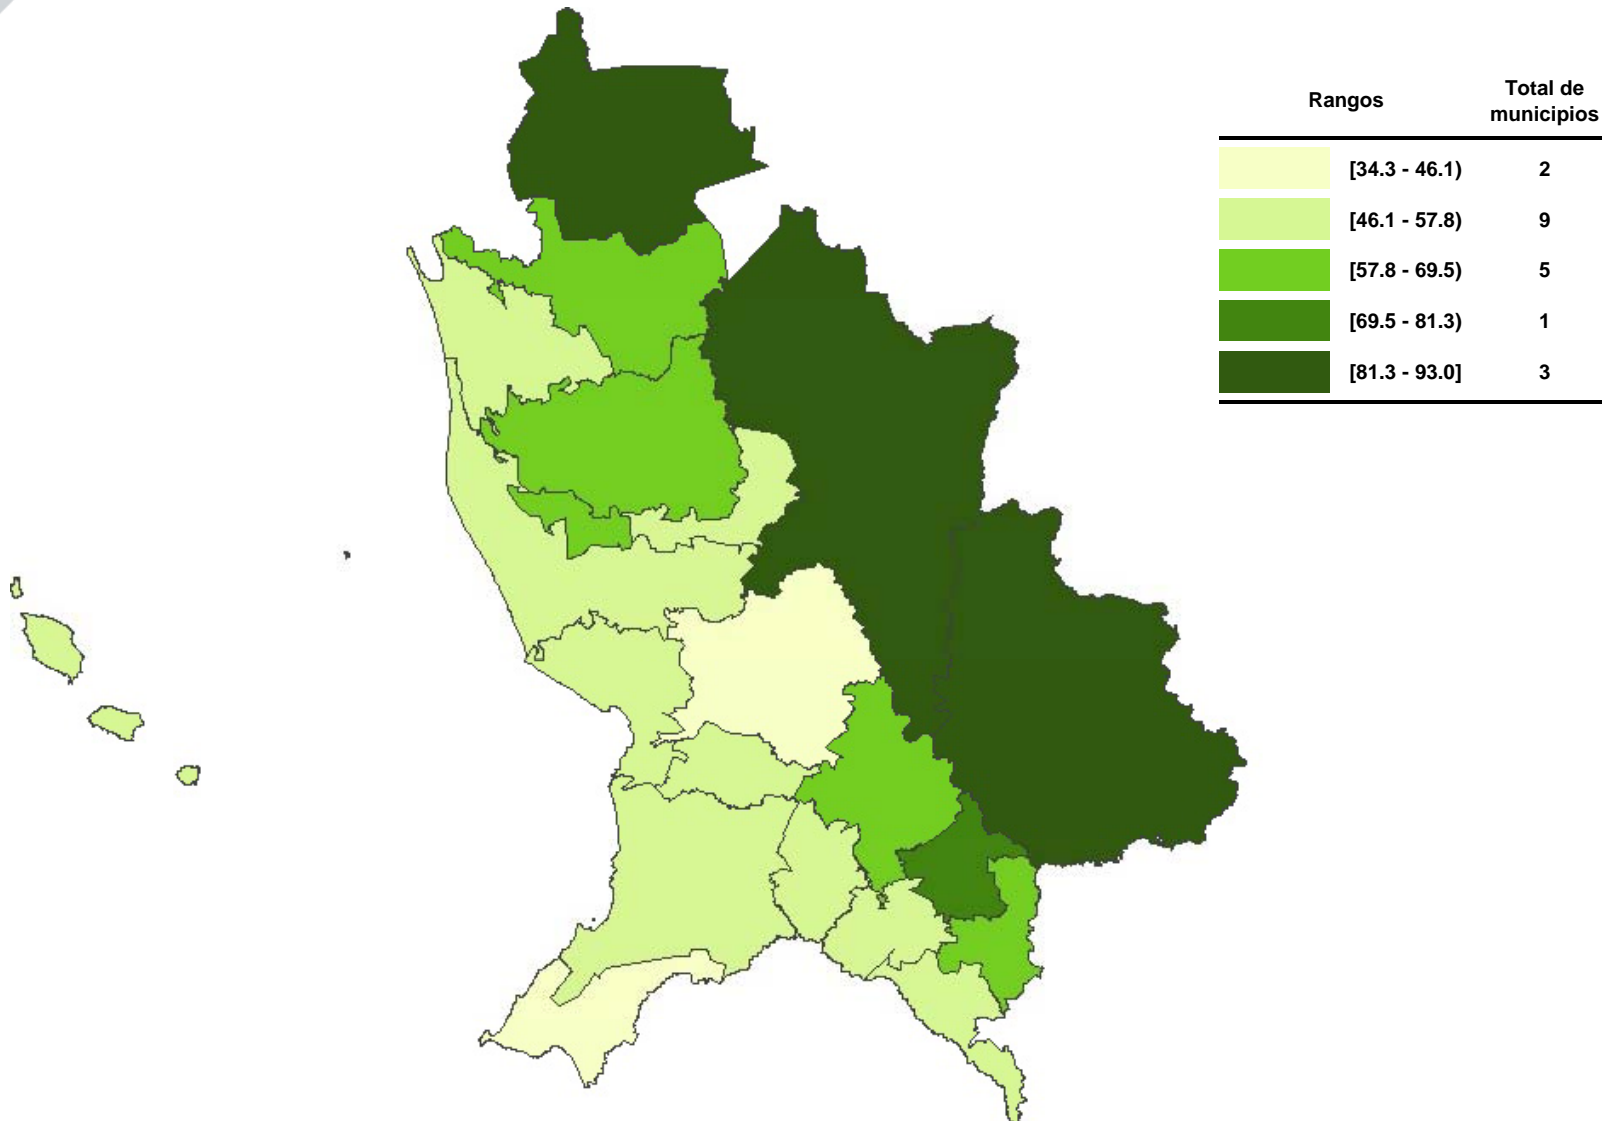 Rangos Total de municipios
[34.3 - 46.1) 2
[46.1 - 57.8) 9
[57.8 - 69.5) 5
[69.5 - 81.3) 1
[81.3 - 93.0] 3